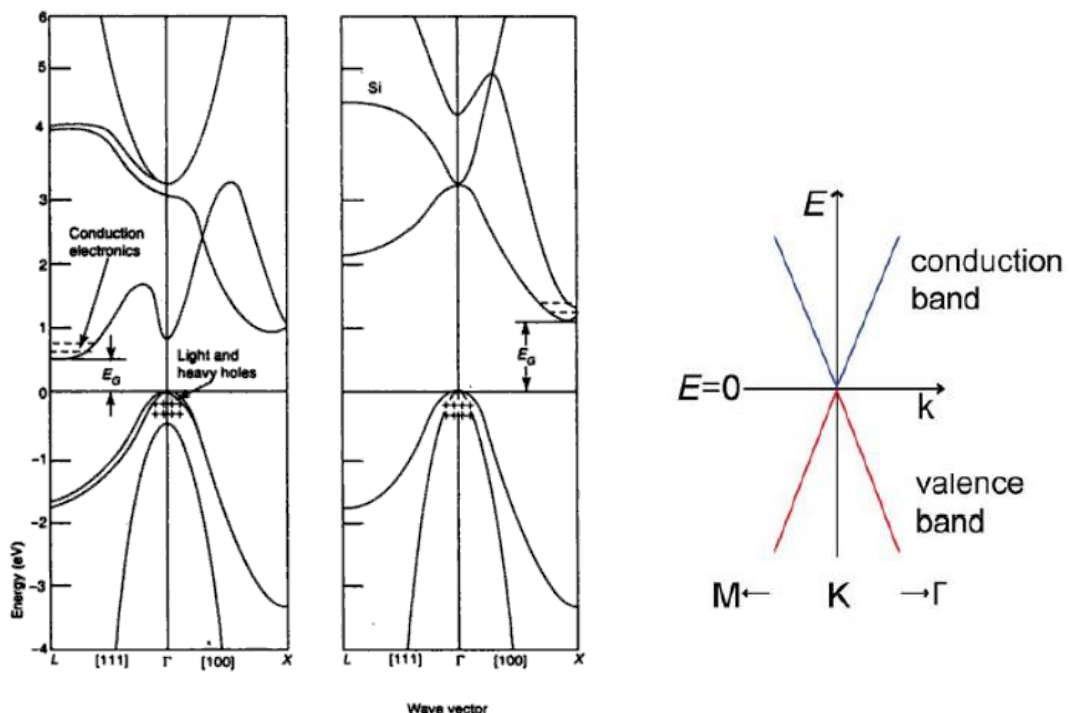 6
5
4
3
2
1
0
-1
-2
-3
-4
Energy (eV)
Conduction
electronics
E_G
Light and
heavy holes
L [111] Γ [100] X
Si
E_G
L [111] Γ [100] X
Wave vector
E
conduction
band
E=0
k
valence
band
M← K →Γ